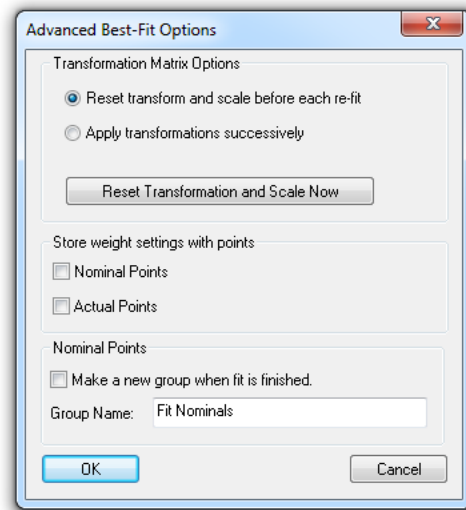 Advanced Best-Fit Options
Transformation Matrix Options
Reset transform and scale before each re-fit
Apply transformations successively
Reset Transformation and Scale Now
Store weight settings with points
Nominal Points
Actual Points
Nominal Points
Make a new group when fit is finished.
Group Name: Fit Nominals
OK Cancel